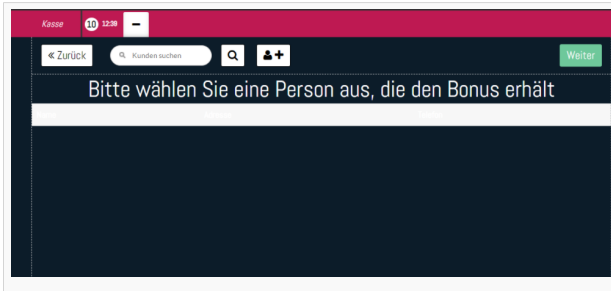 Kasse 10 12:39
« Zurück Kunden suchen Weiter
Bitte wählen Sie eine Person aus, die den Bonus erhält